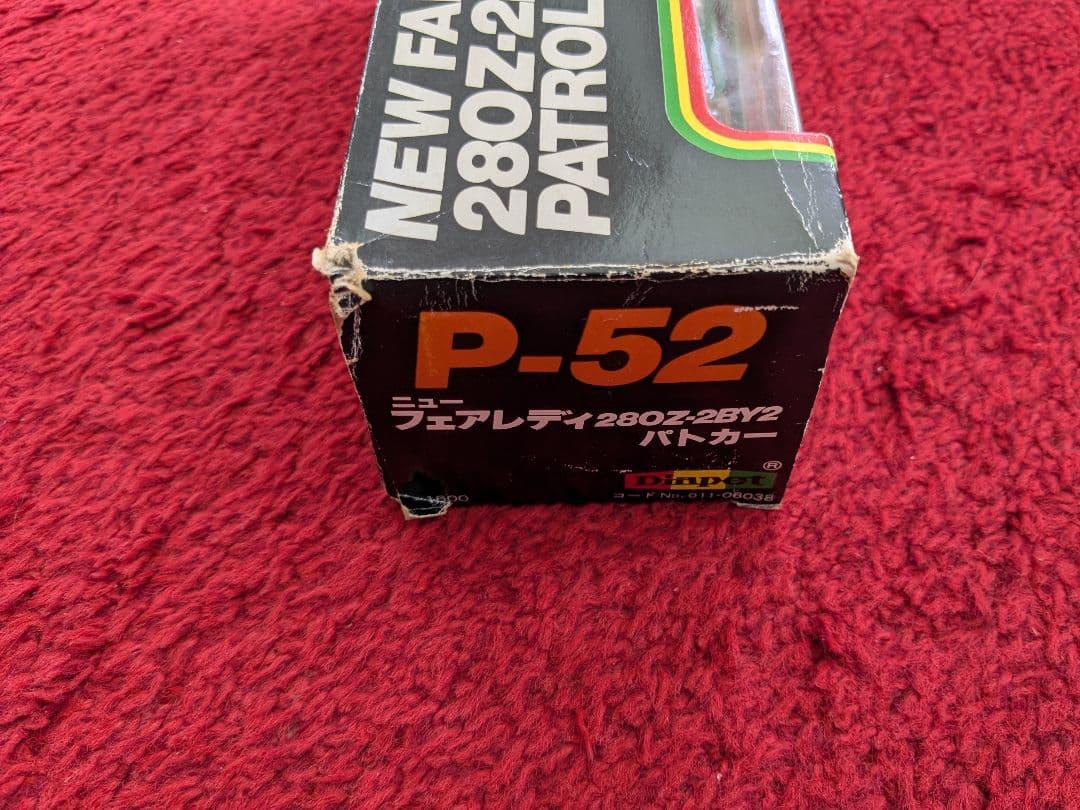 NEW FA
280Z-2
PATROL
P-52
ニュー
フェアレディ280Z-2BY2
パトカー
Diapet®
1800
コードNo.011-06038